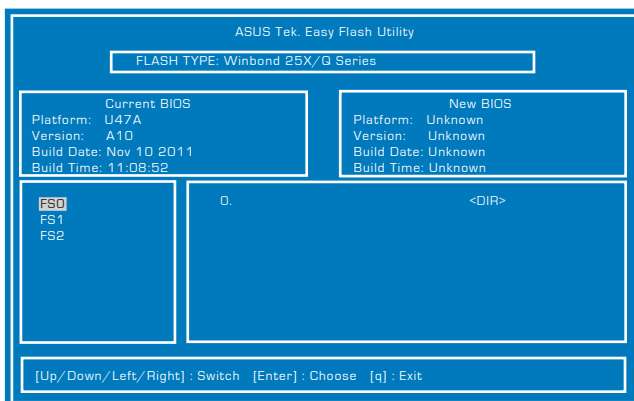 ASUS Tek. Easy Flash Utility
FLASH TYPE: Winbond 25X/Q Series
Current BIOS
Platform: U47A
Version: A10
Build Date: Nov 10 2011
Build Time: 11:08:52
New BIOS
Platform: Unknown
Version: Unknown
Build Date: Unknown
Build Time: Unknown
FS0
FS1
FS2
0. <DIR>
[Up/Down/Left/Right] : Switch [Enter] : Choose [q] : Exit